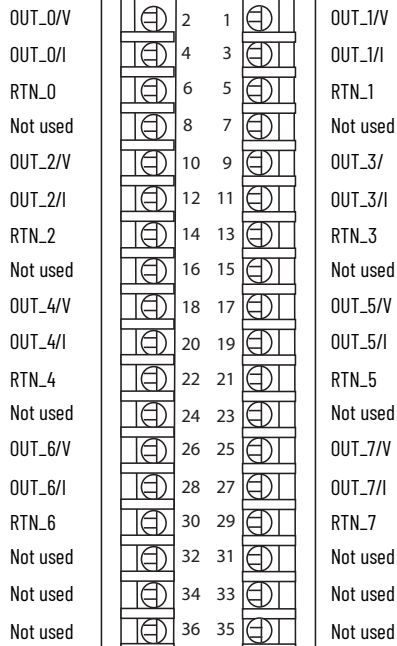 OUT_0/V 2 1 OUT_1/V
OUT_0/I 4 3 OUT_1/I
RTN_0 6 5 RTN_1
Not used 8 7 Not used
OUT_2/V 10 9 OUT_3/
OUT_2/I 12 11 OUT_3/I
RTN_2 14 13 RTN_3
Not used 16 15 Not used
OUT_4/V 18 17 OUT_5/V
OUT_4/I 20 19 OUT_5/I
RTN_4 22 21 RTN_5
Not used 24 23 Not used
OUT_6/V 26 25 OUT_7/V
OUT_6/I 28 27 OUT_7/I
RTN_6 30 29 RTN_7
Not used 32 31 Not used
Not used 34 33 Not used
Not used 36 35 Not used